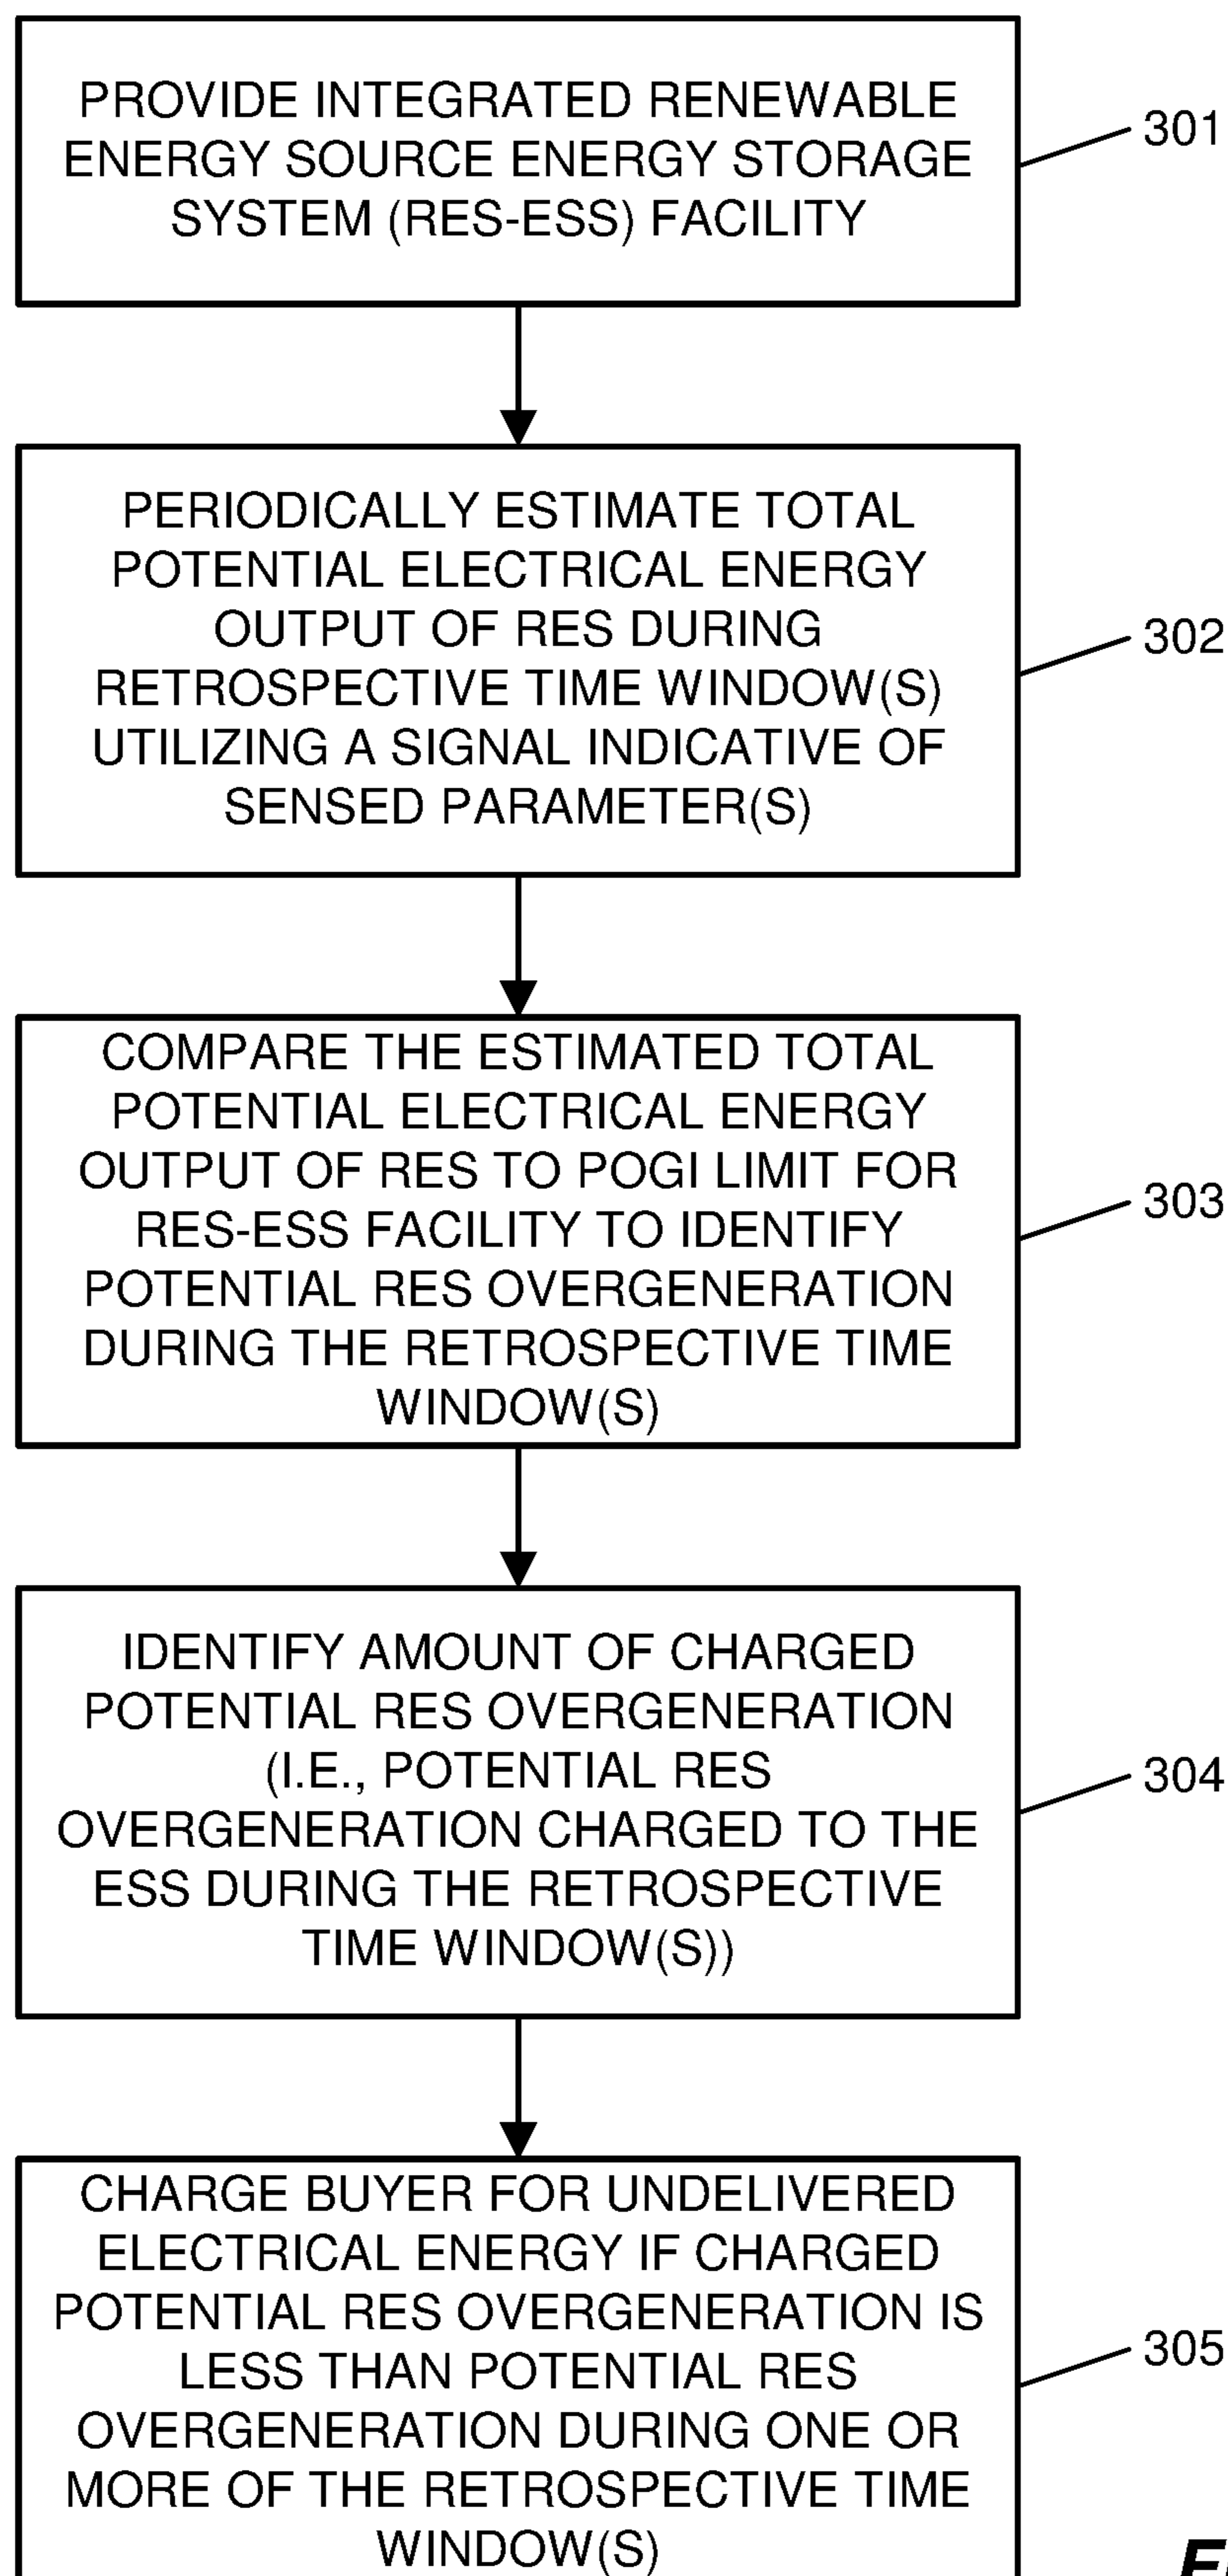 PROVIDE INTEGRATED RENEWABLE
ENERGY SOURCE ENERGY STORAGE
SYSTEM (RES-ESS) FACILITY
301
PERIODICALLY ESTIMATE TOTAL
POTENTIAL ELECTRICAL ENERGY
OUTPUT OF RES DURING
RETROSPECTIVE TIME WINDOW(S)
UTILIZING A SIGNAL INDICATIVE OF
SENSED PARAMETER(S)
302
COMPARE THE ESTIMATED TOTAL
POTENTIAL ELECTRICAL ENERGY
OUTPUT OF RES TO POGI LIMIT FOR
RES-ESS FACILITY TO IDENTIFY
POTENTIAL RES OVERGENERATION
DURING THE RETROSPECTIVE TIME
WINDOW(S)
303
IDENTIFY AMOUNT OF CHARGED
POTENTIAL RES OVERGENERATION
(I.E., POTENTIAL RES
OVERGENERATION CHARGED TO THE
ESS DURING THE RETROSPECTIVE
TIME WINDOW(S))
304
CHARGE BUYER FOR UNDELIVERED
ELECTRICAL ENERGY IF CHARGED
POTENTIAL RES OVERGENERATION IS
LESS THAN POTENTIAL RES
OVERGENERATION DURING ONE OR
MORE OF THE RETROSPECTIVE TIME
WINDOW(S)
305